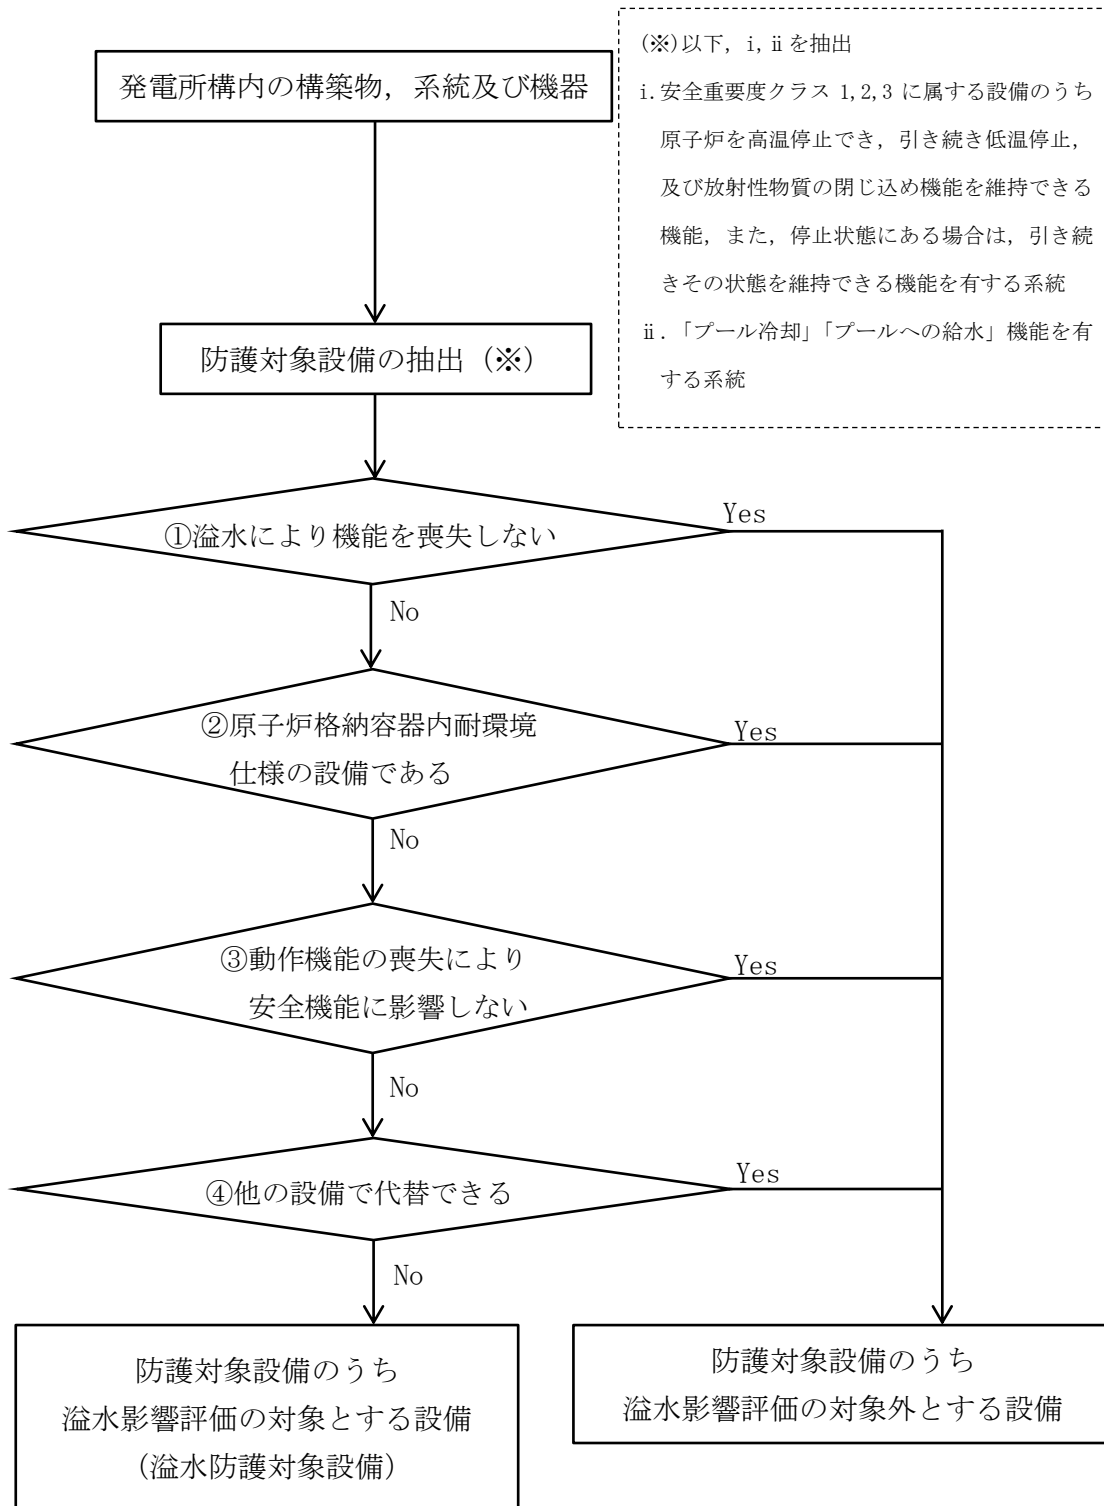 発電所構内の構築物，系統及び機器
(※)以下，ⅰ,ⅱを抽出
ⅰ.安全重要度クラス 1,2,3 に属する設備のうち
原子炉を高温停止でき，引き続き低温停止，
及び放射性物質の閉じ込め機能を維持できる
機能，また，停止状態にある場合は，引き続
きその状態を維持できる機能を有する系統
ⅱ.「プール冷却」「プールへの給水」機能を有
する系統
防護対象設備の抽出（※）
①溢水により機能を喪失しない
Yes
No
②原子炉格納容器内耐環境
仕様の設備である
Yes
No
③動作機能の喪失により
安全機能に影響しない
Yes
No
④他の設備で代替できる
Yes
No
防護対象設備のうち
溢水影響評価の対象とする設備
（溢水防護対象設備）
防護対象設備のうち
溢水影響評価の対象外とする設備